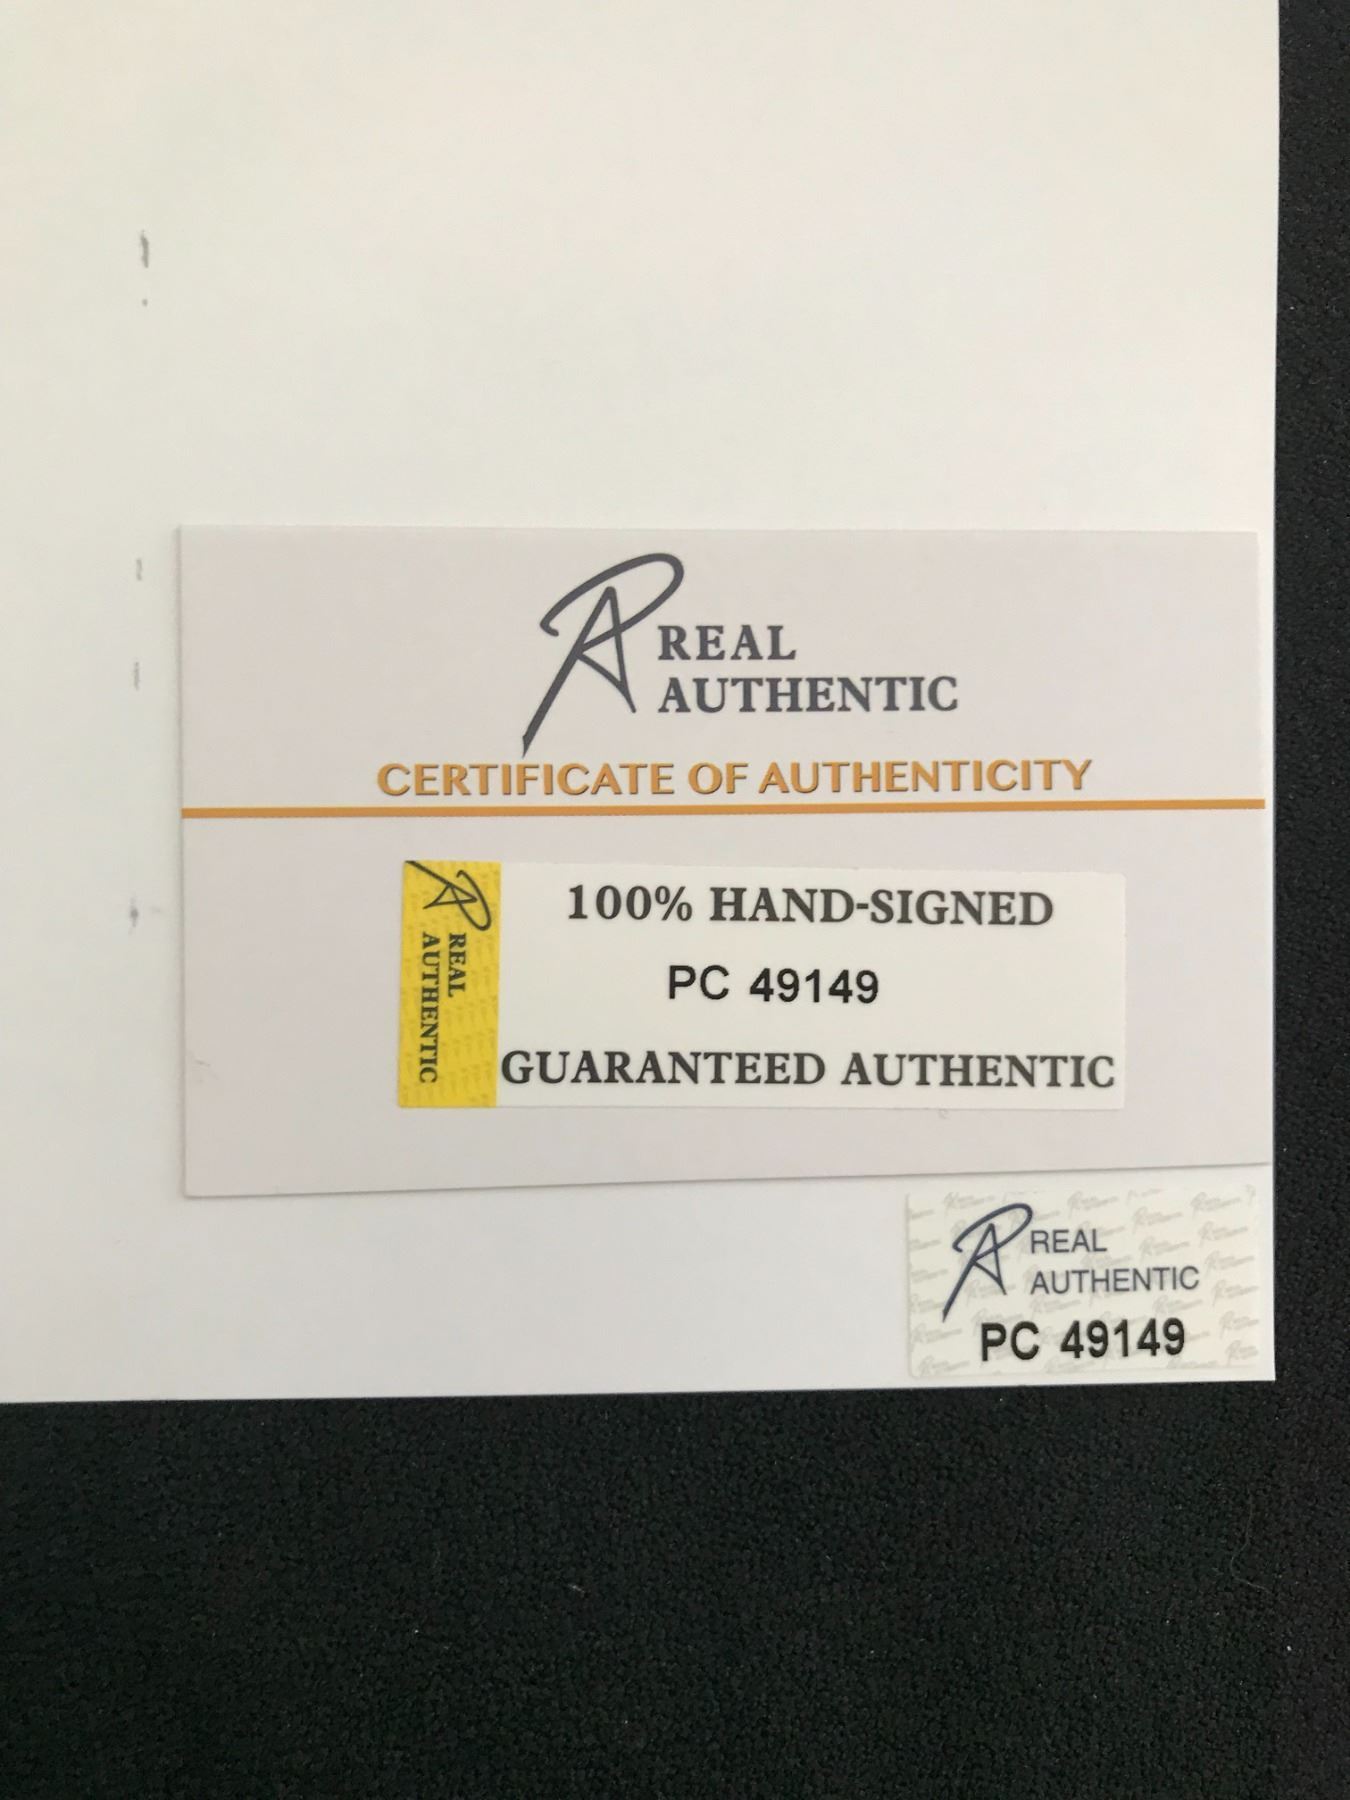 REAL
AUTHENTIC
CERTIFICATE OF AUTHENTICITY
REAL
AUTHENTIC
100% HAND-SIGNED
PC 49149
GUARANTEED AUTHENTIC
REAL
AUTHENTIC
PC 49149